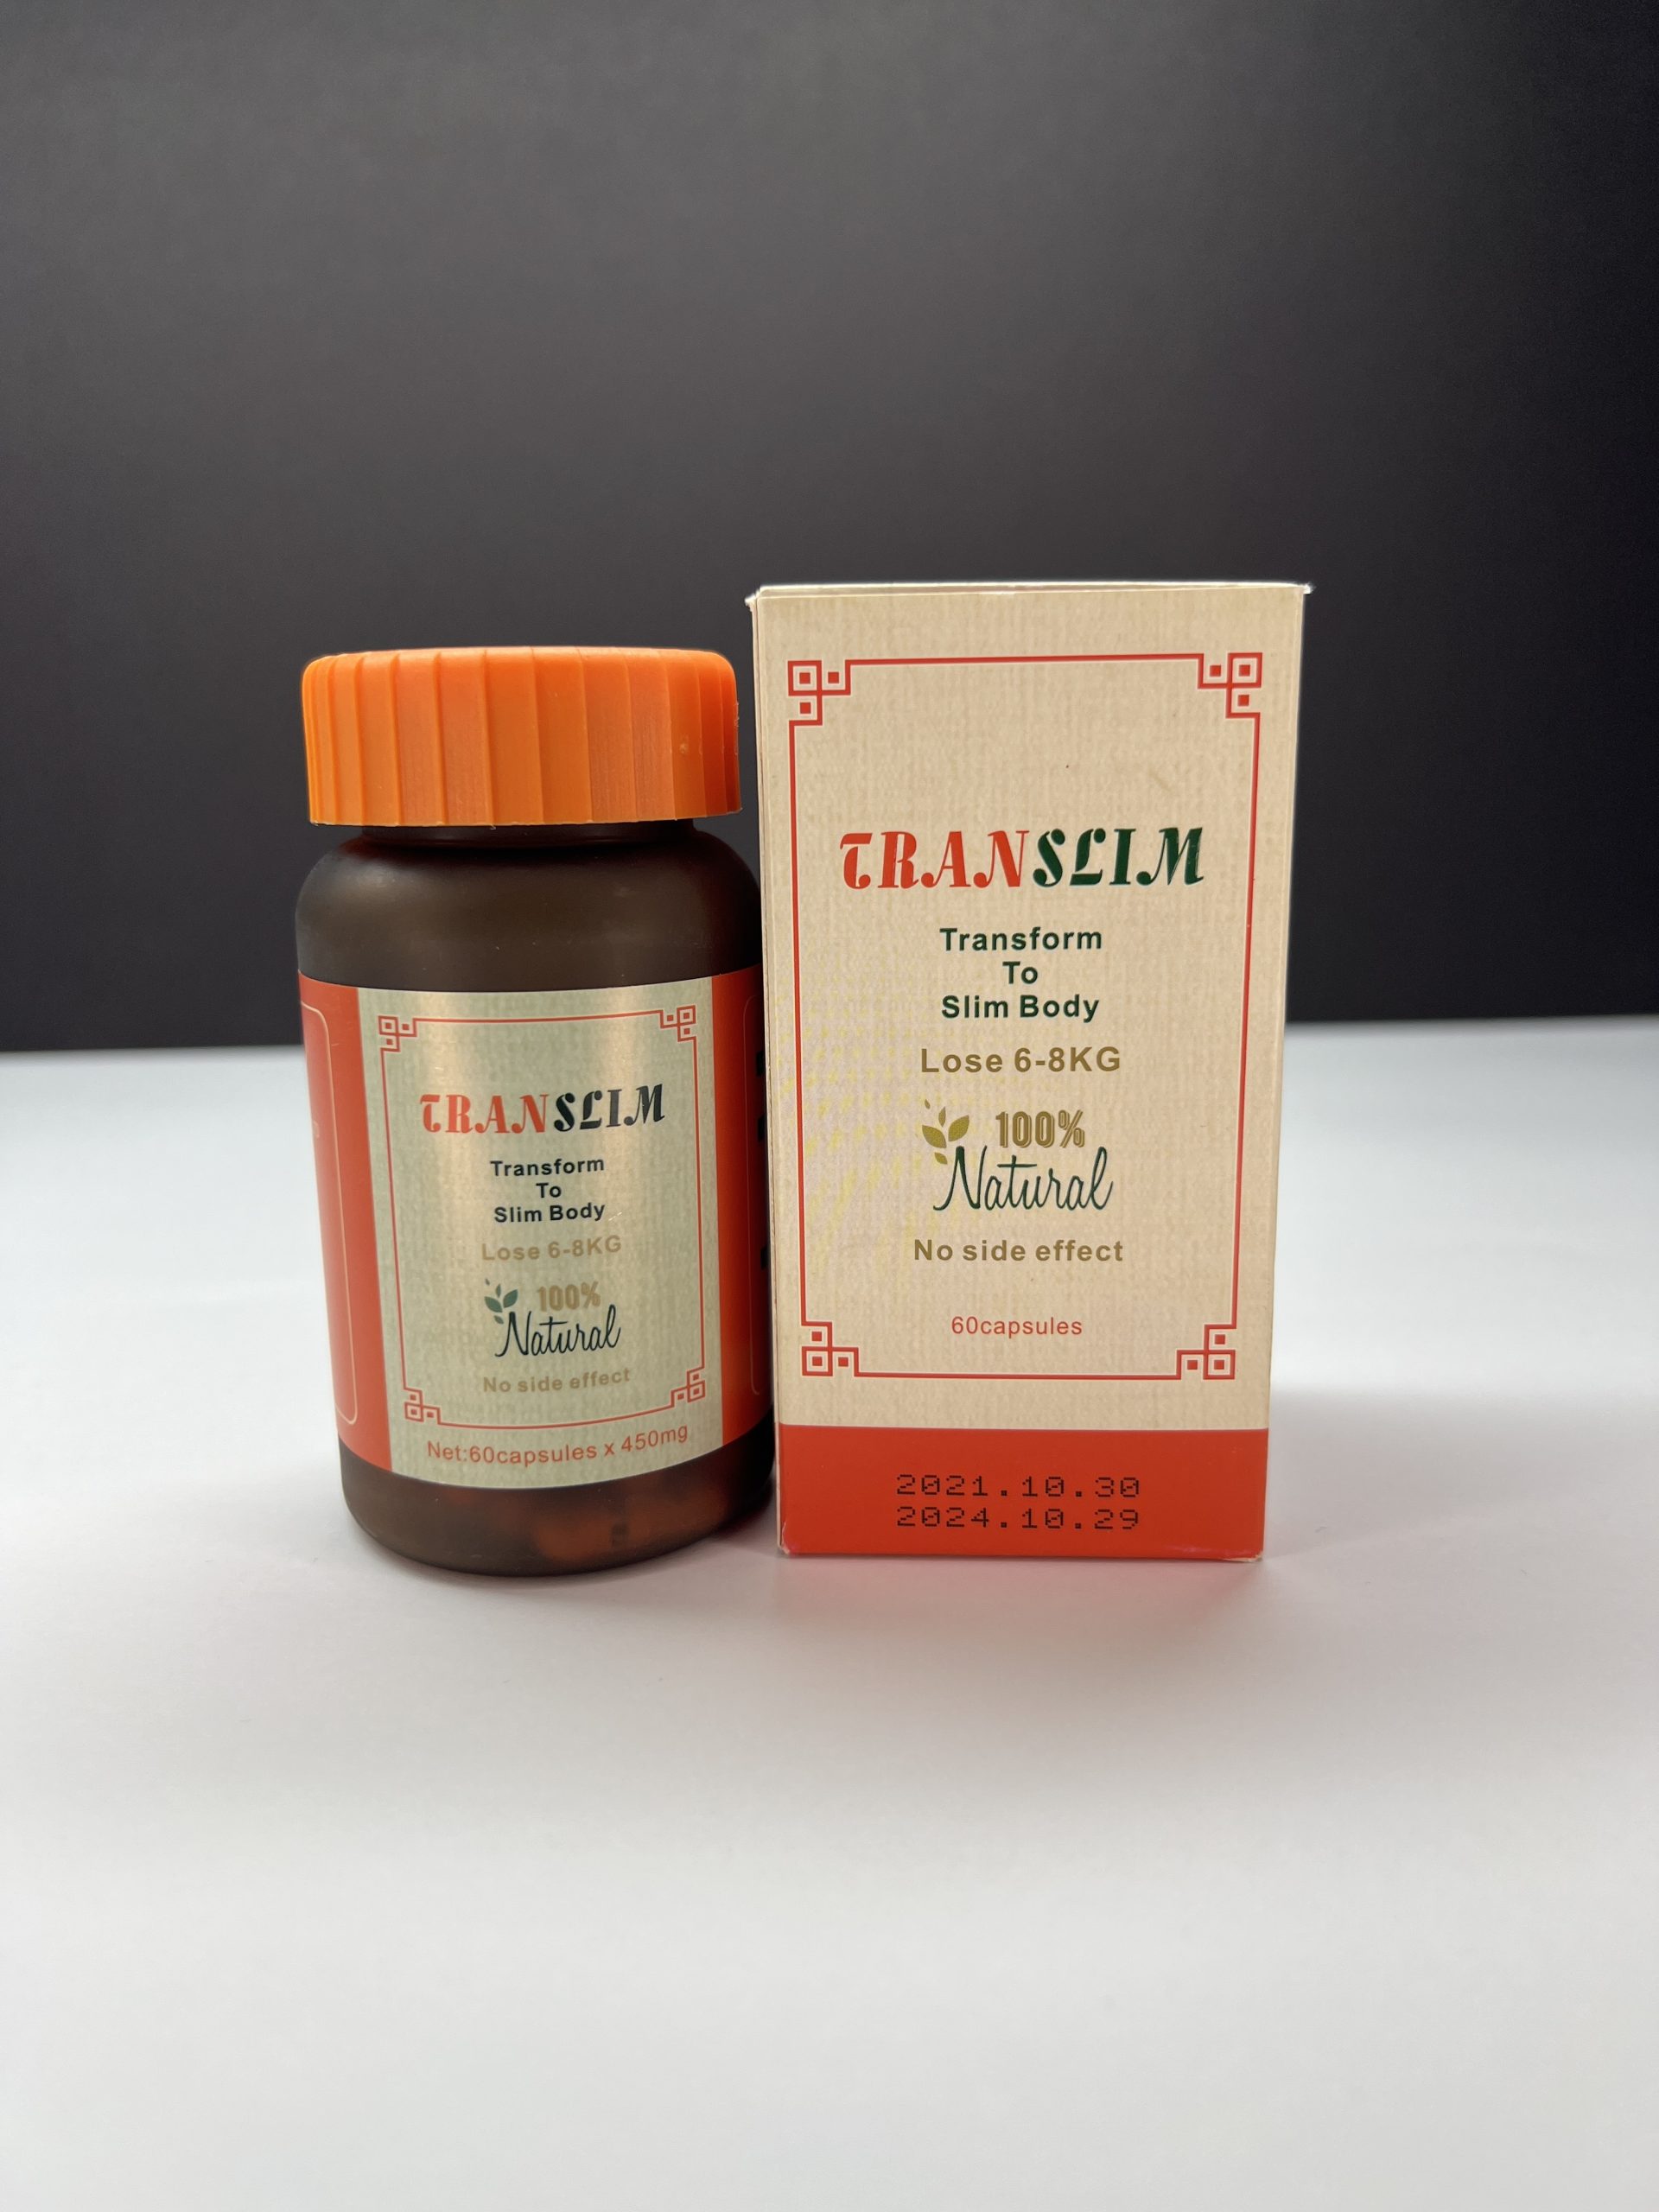 TRANSLIM
Transform
To
Slim Body
Lose 6-8KG
100%
Natural
No side effect
Net:60capsules x 450mg
TRANSLIM
Transform
To
Slim Body
Lose 6-8KG
100%
Natural
No side effect
60capsules
2021.10.30
2024.10.29